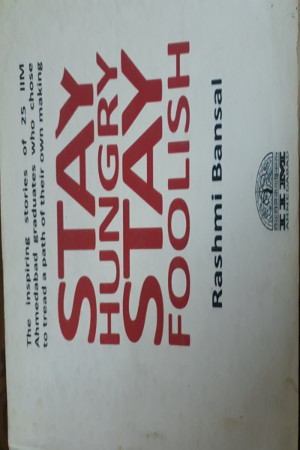 The inspiring stories of 25 IIM
Ahmedabad graduates who chose
to tread a path of their own making
STAY
HUNGRY
STAY
FOOLISH
Rashmi Bansal
IIMA